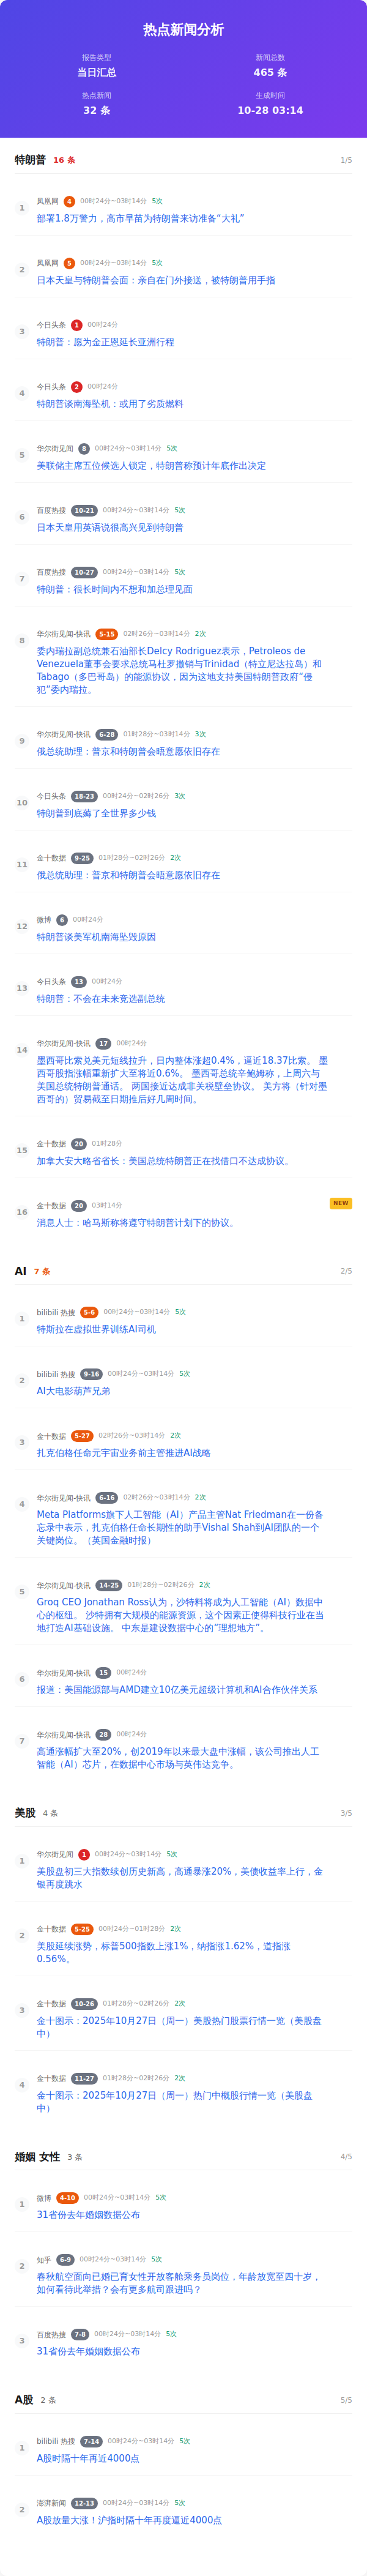 热点新闻分析
报告类型 新闻总数
当日汇总 465 条
热点新闻 生成时间
32 条 10-28 03:14
特朗普 16 条 1/5
1 凤凰网 4 00时24分~03时14分 5次
部署1.8万警力，高市早苗为特朗普来访准备“大礼”
2 凤凰网 5 00时24分~03时14分 5次
日本天皇与特朗普会面：亲自在门外接送，被特朗普用手指
3 今日头条 1 00时24分
特朗普：愿为金正恩延长亚洲行程
4 今日头条 2 00时24分
特朗普谈南海坠机：或用了劣质燃料
5 华尔街见闻 8 00时24分~03时14分 5次
美联储主席五位候选人锁定，特朗普称预计年底作出决定
6 百度热搜 10-21 00时24分~03时14分 5次
日本天皇用英语说很高兴见到特朗普
7 百度热搜 10-27 00时24分~03时14分 5次
特朗普：很长时间内不想和加总理见面
8 华尔街见闻-快讯 5-15 02时26分~03时14分 2次
委内瑞拉副总统兼石油部长Delcy Rodriguez表示，Petroleos de
Venezuela董事会要求总统马杜罗撤销与Trinidad（特立尼达拉岛）和
Tabago（多巴哥岛）的能源协议，因为这地支持美国特朗普政府“侵
犯”委内瑞拉。
9 华尔街见闻-快讯 6-28 01时28分~03时14分 3次
俄总统助理：普京和特朗普会晤意愿依旧存在
10 今日头条 18-23 00时24分~02时26分 3次
特朗普到底薅了全世界多少钱
11 金十数据 9-25 01时28分~02时26分 2次
俄总统助理：普京和特朗普会晤意愿依旧存在
12 微博 6 00时24分
特朗普谈美军机南海坠毁原因
13 今日头条 13 00时24分
特朗普：不会在未来竞选副总统
14 华尔街见闻-快讯 17 00时24分
墨西哥比索兑美元短线拉升，日内整体涨超0.4%，逼近18.37比索。 墨
西哥股指涨幅重新扩大至将近0.6%。 墨西哥总统辛鲍姆称，上周六与
美国总统特朗普通话。 两国接近达成非关税壁垒协议。 美方将（针对墨
西哥的）贸易截至日期推后好几周时间。
15 金十数据 20 01时28分
加拿大安大略省省长：美国总统特朗普正在找借口不达成协议。
16 金十数据 20 03时14分 NEW
消息人士：哈马斯称将遵守特朗普计划下的协议。
AI 7 条 2/5
1 bilibili 热搜 5-6 00时24分~03时14分 5次
特斯拉在虚拟世界训练AI司机
2 bilibili 热搜 9-16 00时24分~03时14分 5次
AI大电影葫芦兄弟
3 金十数据 5-27 02时26分~03时14分 2次
扎克伯格任命元宇宙业务前主管推进AI战略
4 华尔街见闻-快讯 6-16 02时26分~03时14分 2次
Meta Platforms旗下人工智能（AI）产品主管Nat Friedman在一份备
忘录中表示，扎克伯格任命长期性的助手Vishal Shah到AI团队的一个
关键岗位。（英国金融时报）
5 华尔街见闻-快讯 14-25 01时28分~02时26分 2次
Groq CEO Jonathan Ross认为，沙特料将成为人工智能（AI）数据中
心的枢纽。 沙特拥有大规模的能源资源，这个因素正使得科技行业在当
地打造AI基础设施。 中东是建设数据中心的“理想地方”。
6 华尔街见闻-快讯 15 00时24分
报道：美国能源部与AMD建立10亿美元超级计算机和AI合作伙伴关系
7 华尔街见闻-快讯 28 00时24分
高通涨幅扩大至20%，创2019年以来最大盘中涨幅，该公司推出人工
智能（AI）芯片，在数据中心市场与英伟达竞争。
美股 4 条 3/5
1 华尔街见闻 1 00时24分~03时14分 5次
美股盘初三大指数续创历史新高，高通暴涨20%，美债收益率上行，金
银再度跳水
2 金十数据 5-25 00时24分~01时28分 2次
美股延续涨势，标普500指数上涨1%，纳指涨1.62%，道指涨
0.56%。
3 金十数据 10-26 01时28分~02时26分 2次
金十图示：2025年10月27日（周一）美股热门股票行情一览（美股盘
中）
4 金十数据 11-27 01时28分~02时26分 2次
金十图示：2025年10月27日（周一）热门中概股行情一览（美股盘
中）
婚姻 女性 3 条 4/5
1 微博 4-10 00时24分~03时14分 5次
31省份去年婚姻数据公布
2 知乎 6-9 00时24分~03时14分 5次
春秋航空面向已婚已育女性开放客舱乘务员岗位，年龄放宽至四十岁，
如何看待此举措？会有更多航司跟进吗？
3 百度热搜 7-8 00时24分~03时14分 5次
31省份去年婚姻数据公布
A股 2 条 5/5
1 bilibili 热搜 7-14 00时24分~03时14分 5次
A股时隔十年再近4000点
2 澎湃新闻 12-13 00时24分~03时14分 5次
A股放量大涨！沪指时隔十年再度逼近4000点